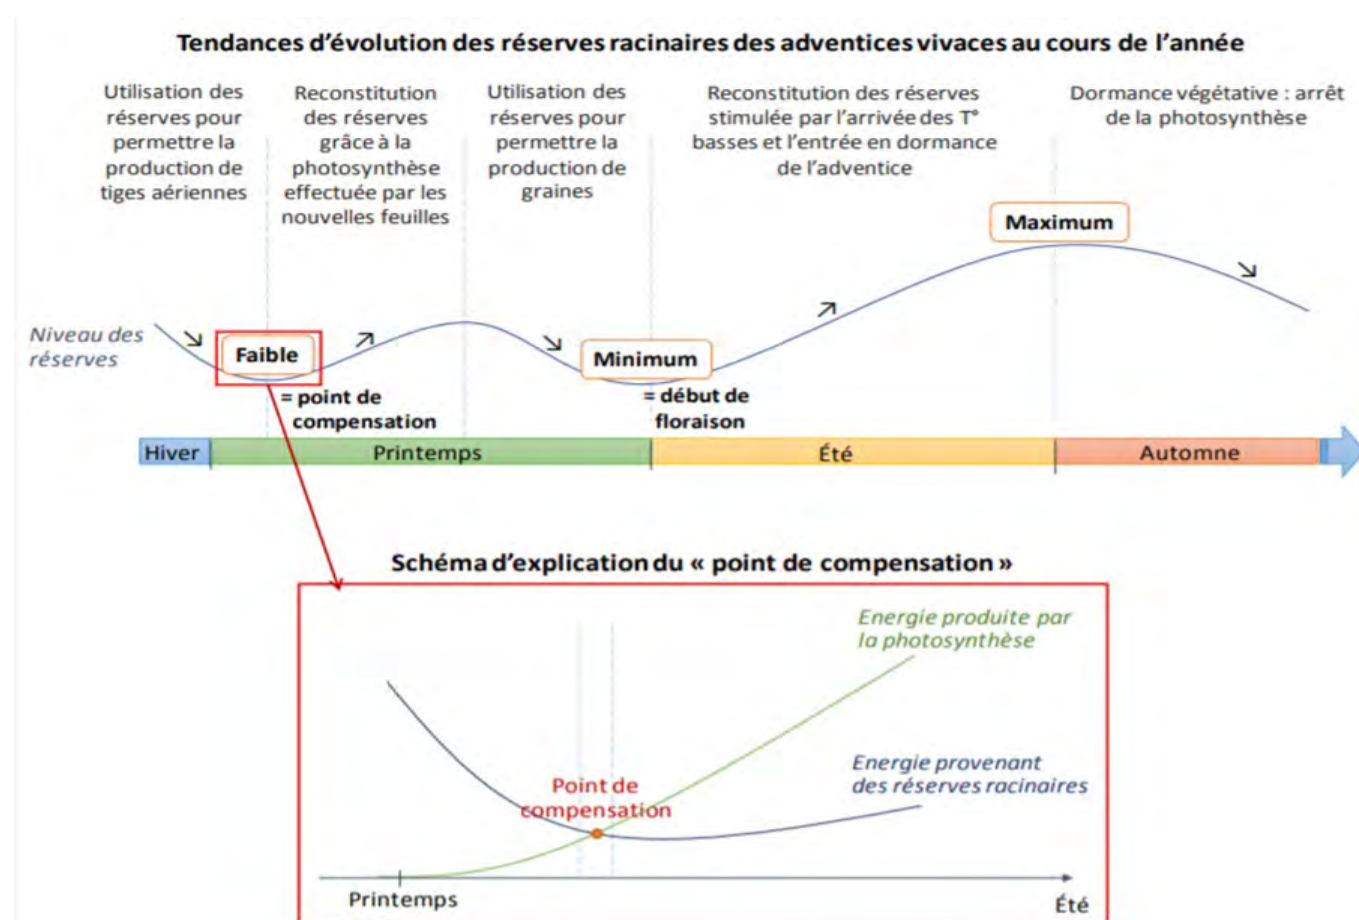 Tendances d’évolution des réserves racinaires des adventices vivaces au cours de l’année
Utilisation des
réserves pour
permettre la
production de
tiges aériennes
Reconstitution
des réserves
grâce à la
photosynthèse
effectuée par les
nouvelles feuilles
Utilisation des
réserves pour
permettre la
production de
graines
Reconstitution des réserves
stimulée par l’arrivée des T°
basses et l’entrée en dormance
de l’adventice
Dormance végétative : arrêt
de la photosynthèse
Maximum
Niveau des
réserves
Faible
Minimum
= point de
compensation
= début de
floraison
Hiver
Printemps
Été
Automne
Schéma d’explication du « point de compensation »
Energie produite par
la photosynthèse
Energie provenant
des réserves racinaires
Point de
compensation
Printemps
Été